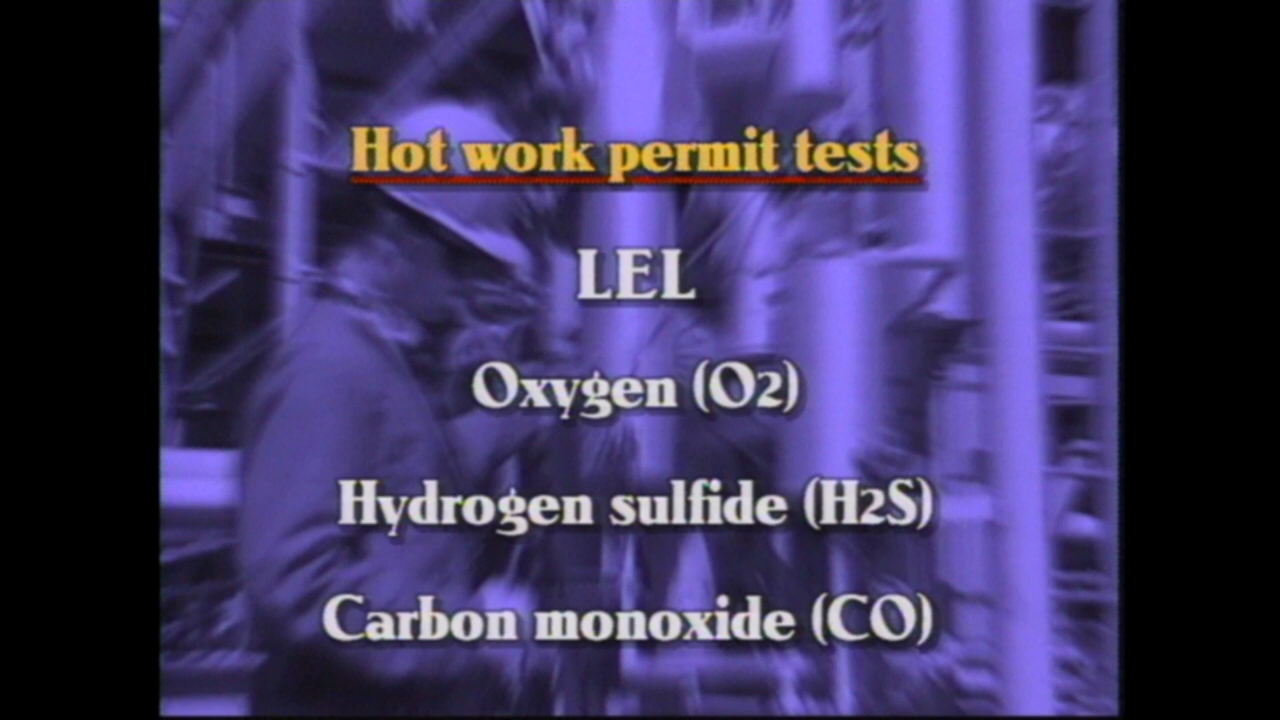 Hot work permit tests
LEL
Oxygen (O2)
Hydrogen sulfide (H2S)
Carbon monoxide (CO)